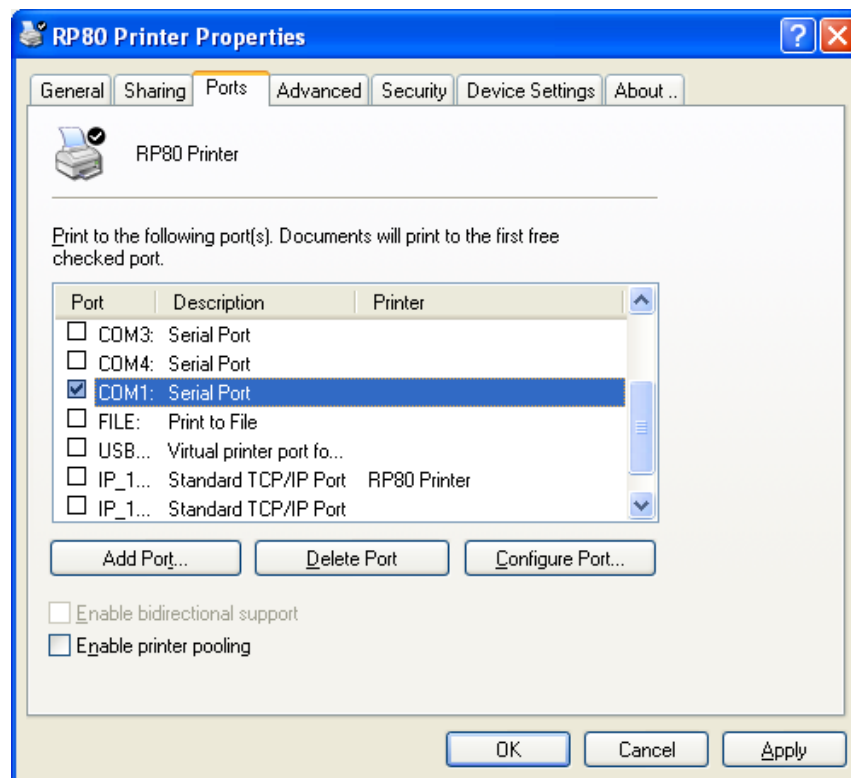 RP80 Printer Properties
General Sharing Ports Advanced Security Device Settings About ..
RP80 Printer
Print to the following port(s). Documents will print to the first free
checked port.
Port Description Printer
COM3: Serial Port
COM4: Serial Port
COM1: Serial Port
FILE: Print to File
USB... Virtual printer port fo...
IP_1... Standard TCP/IP Port RP80 Printer
IP_1... Standard TCP/IP Port
Add Port... Delete Port Configure Port...
Enable bidirectional support
Enable printer pooling
OK Cancel Apply